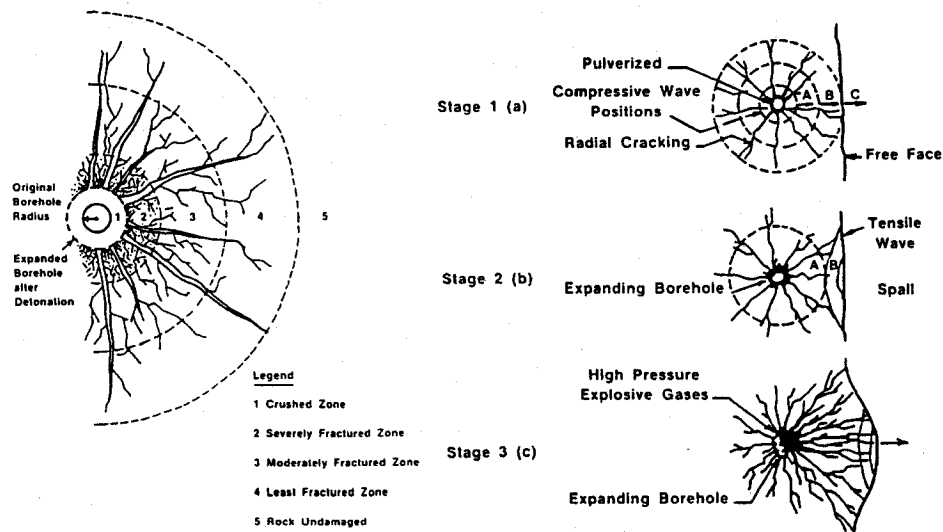 Original
Borehole
Radius
1
2
3
4
5
Expanded
Borehole
after
Detonation
Legend
1 Crushed Zone
2 Severely Fractured Zone
3 Moderately Fractured Zone
4 Least Fractured Zone
5 Rock Undamaged
Stage 1 (a)
Pulverized
Compressive Wave
Positions
Radial Cracking
A
B
C
Free Face
Stage 2 (b)
Expanding Borehole
A
B
Tensile
Wave
Spall
Stage 3 (c)
High Pressure
Explosive Gases
Expanding Borehole